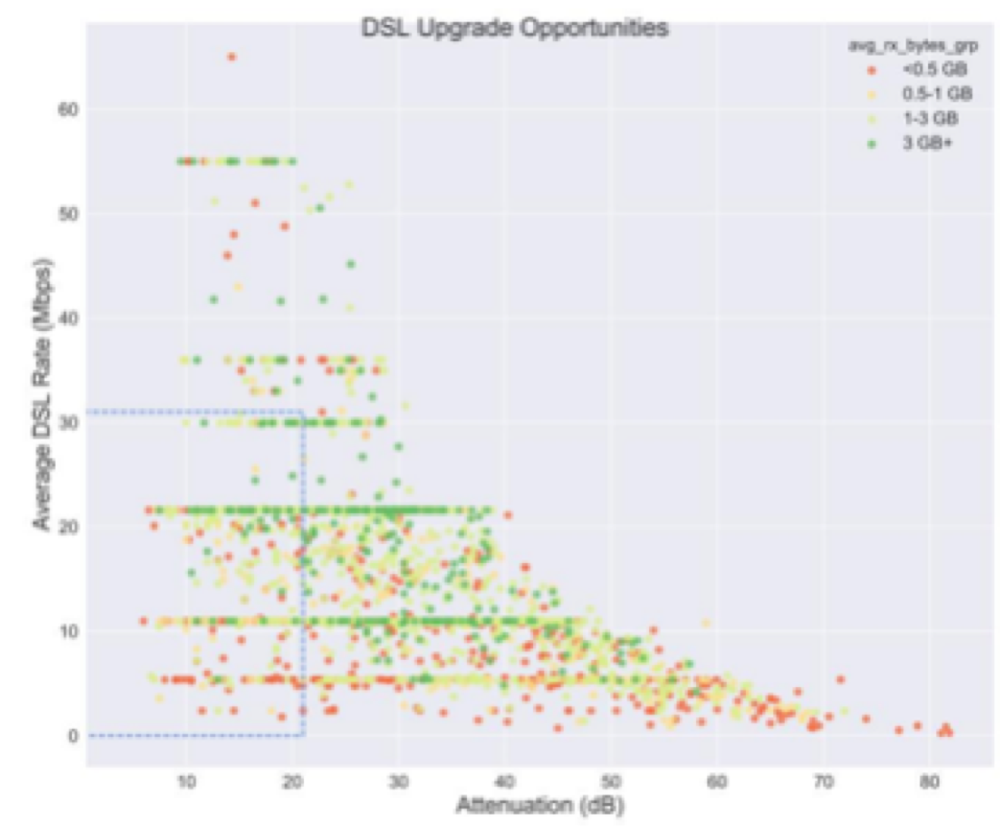 DSL Upgrade Opportunities
avg_rx_bytes_grp
<0.5 GB
0.5-1 GB
1-3 GB
3 GB+
60
50
40
30
20
10
0
Average DSL Rate (Mbps)
10 20 30 40 50 60 70 80
Attenuation (dB)